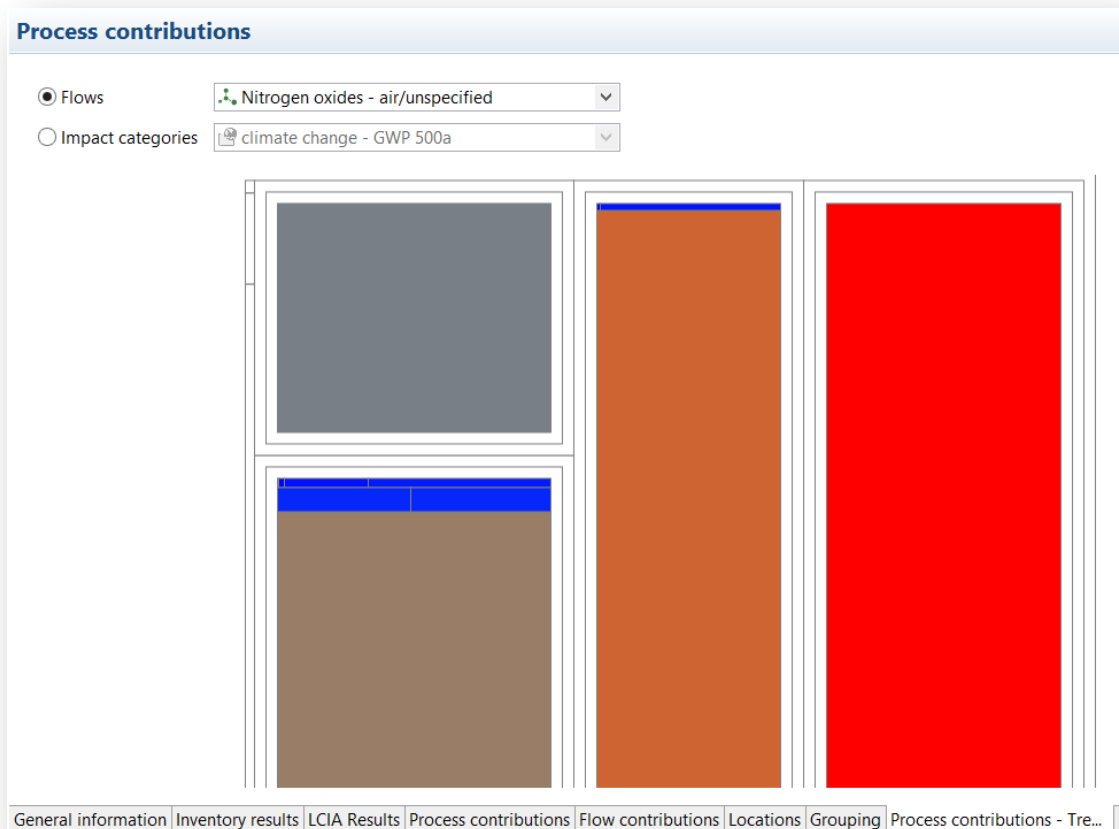 Process contributions
Flows
Nitrogen oxides - air/unspecified
Impact categories
climate change - GWP 500a
General information
Inventory results
LCIA Results
Process contributions
Flow contributions
Locations
Grouping
Process contributions - Tre...